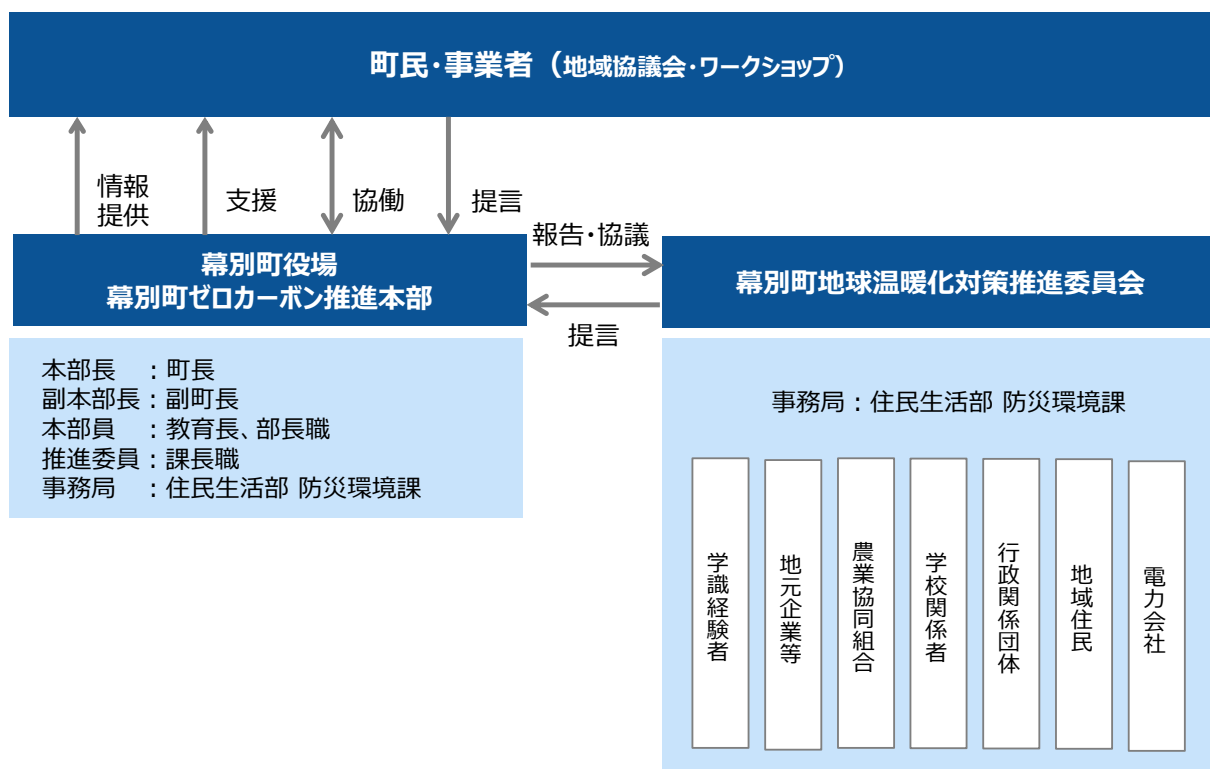 町民・事業者（地域協議会・ワークショップ）
情報
提供
支援
協働
提言
報告・協議
提言
幕別町役場
幕別町ゼロカーボン推進本部
本部長　：町長
副本部長：副町長
本部員　：教育長、部長職
推進委員：課長職
事務局　：住民生活部 防災環境課
幕別町地球温暖化対策推進委員会
事務局：住民生活部 防災環境課
学識経験者
地元企業等
農業協同組合
学校関係者
行政関係団体
地域住民
電力会社